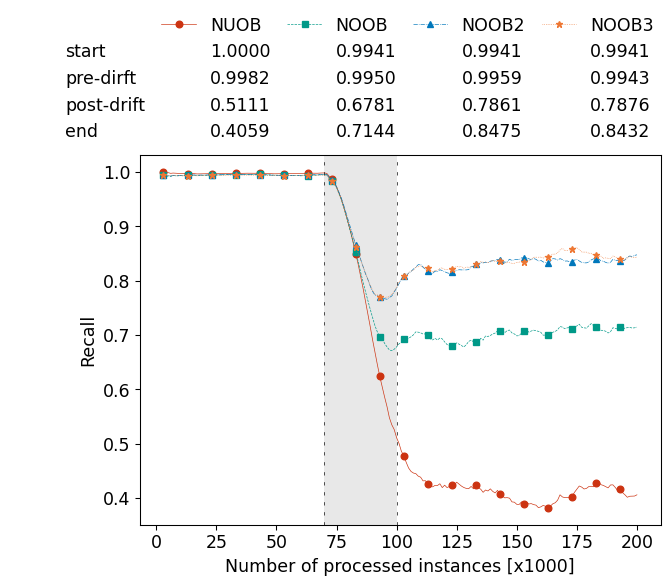 NUOB NOOB NOOB2 NOOB3
start 1.0000 0.9941 0.9941 0.9941
pre-dirft 0.9982 0.9950 0.9959 0.9943
post-drift 0.5111 0.6781 0.7861 0.7876
end 0.4059 0.7144 0.8475 0.8432
1.0
0.9
0.8
0.7
0.6
0.5
0.4
Recall
0 25 50 75 100 125 150 175 200
Number of processed instances [x1000]